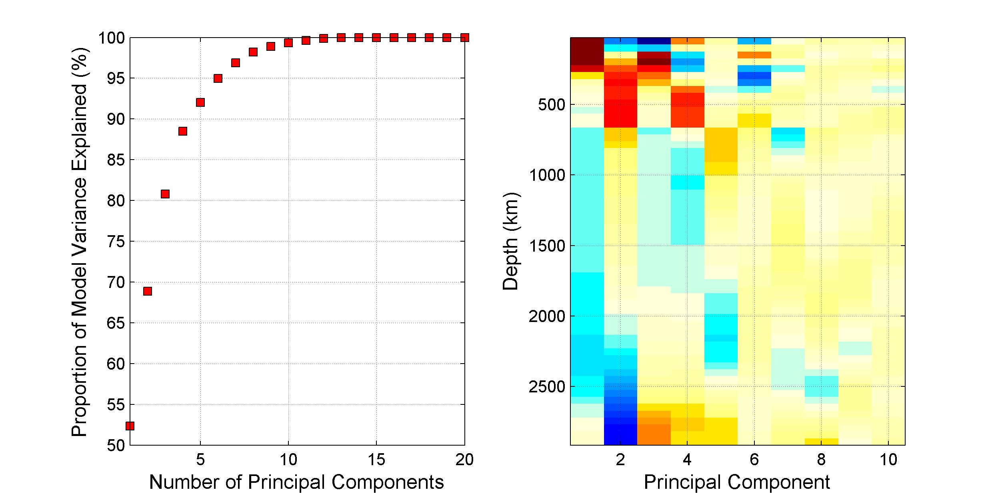 Proportion of Model Variance Explained (%)
100
95
90
85
80
75
70
65
60
55
50
5 10 15 20
Number of Principal Components
Depth (km)
500
1000
1500
2000
2500
2 4 6 8 10
Principal Component